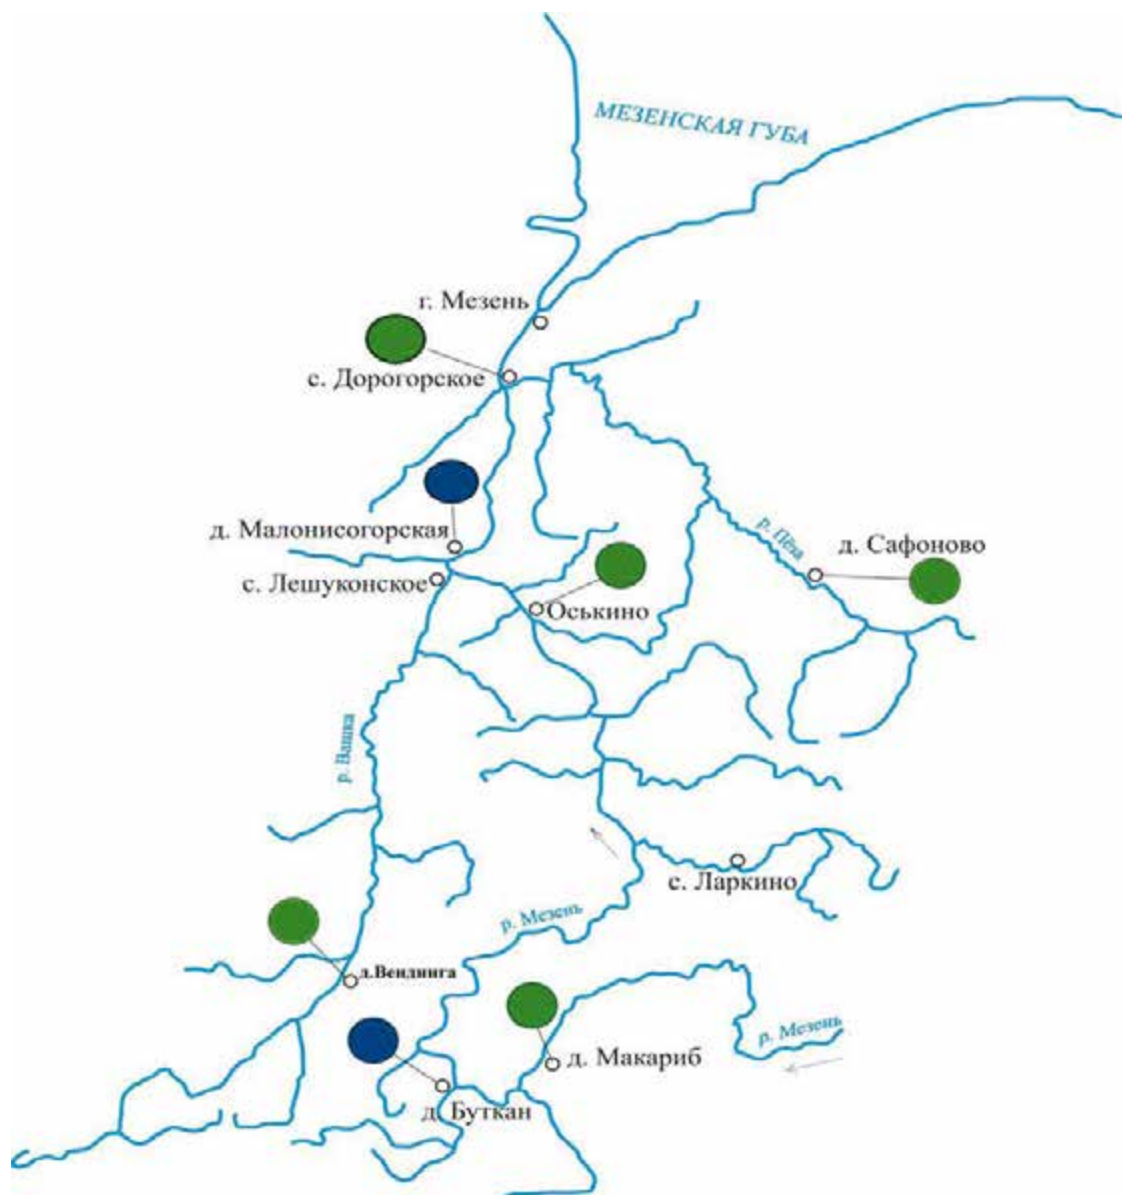 МЕЗЕНСКАЯ ГУБА
г. Мезень
с. Дорогорское
д. Малонисогорская
р. Пёза
д. Сафоново
с. Лешуконское
Оськино
р. Вашка
с. Ларкино
р. Мезень
д.Вендинга
р. Мезень
д. Макариб
д. Буткан